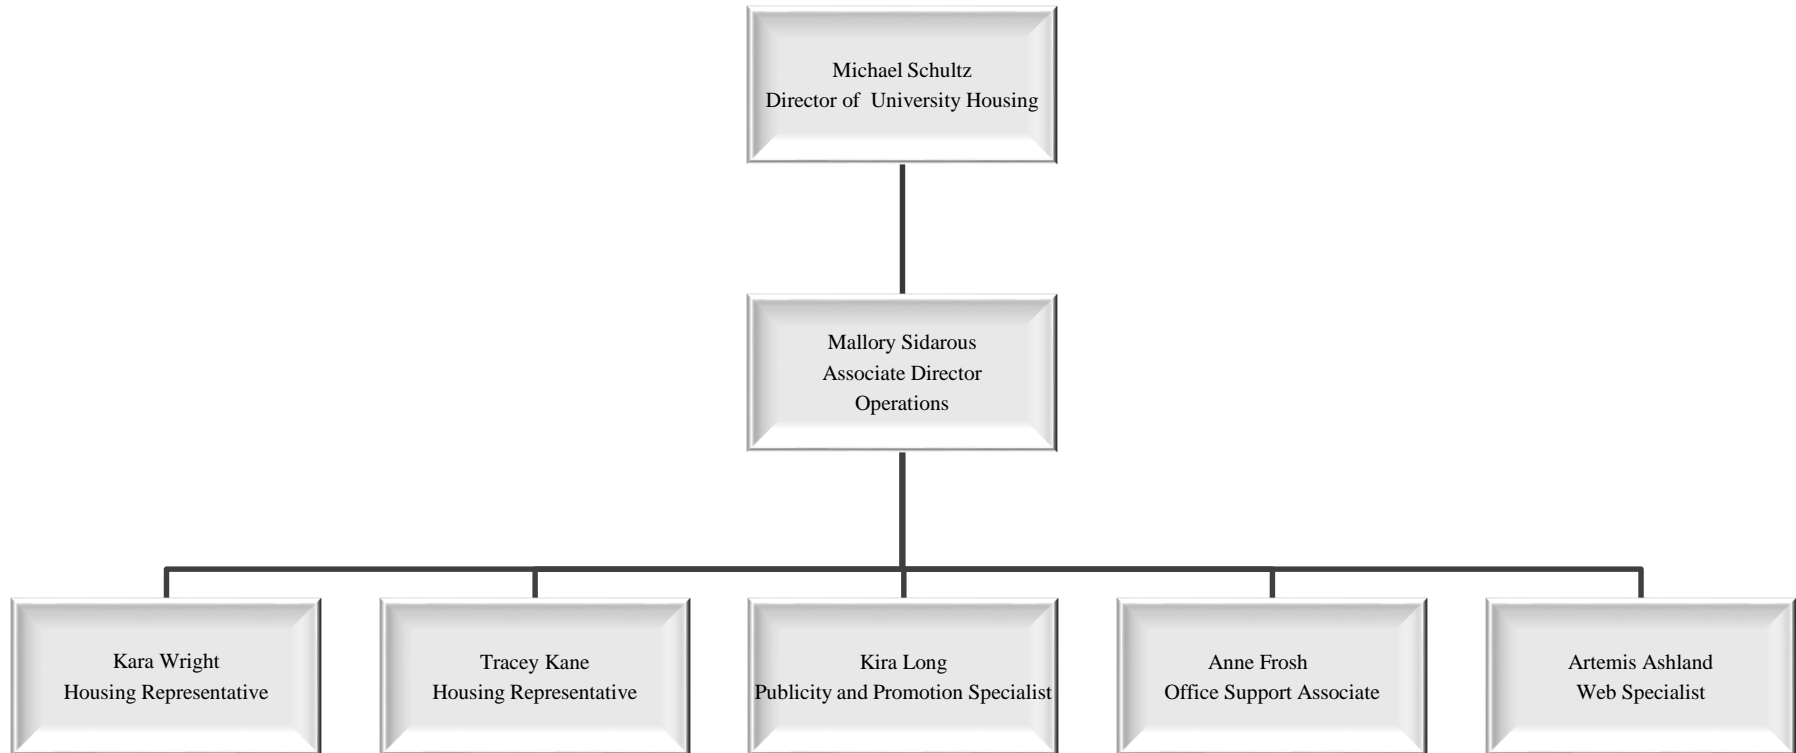 Michael Schultz
Director of  University Housing
Mallory Sidarous
Associate Director
Operations
Kara Wright
Housing Representative
Tracey Kane
Housing Representative
Kira Long
Publicity and Promotion Specialist
Anne Frosh
Office Support Associate
Artemis Ashland
Web Specialist